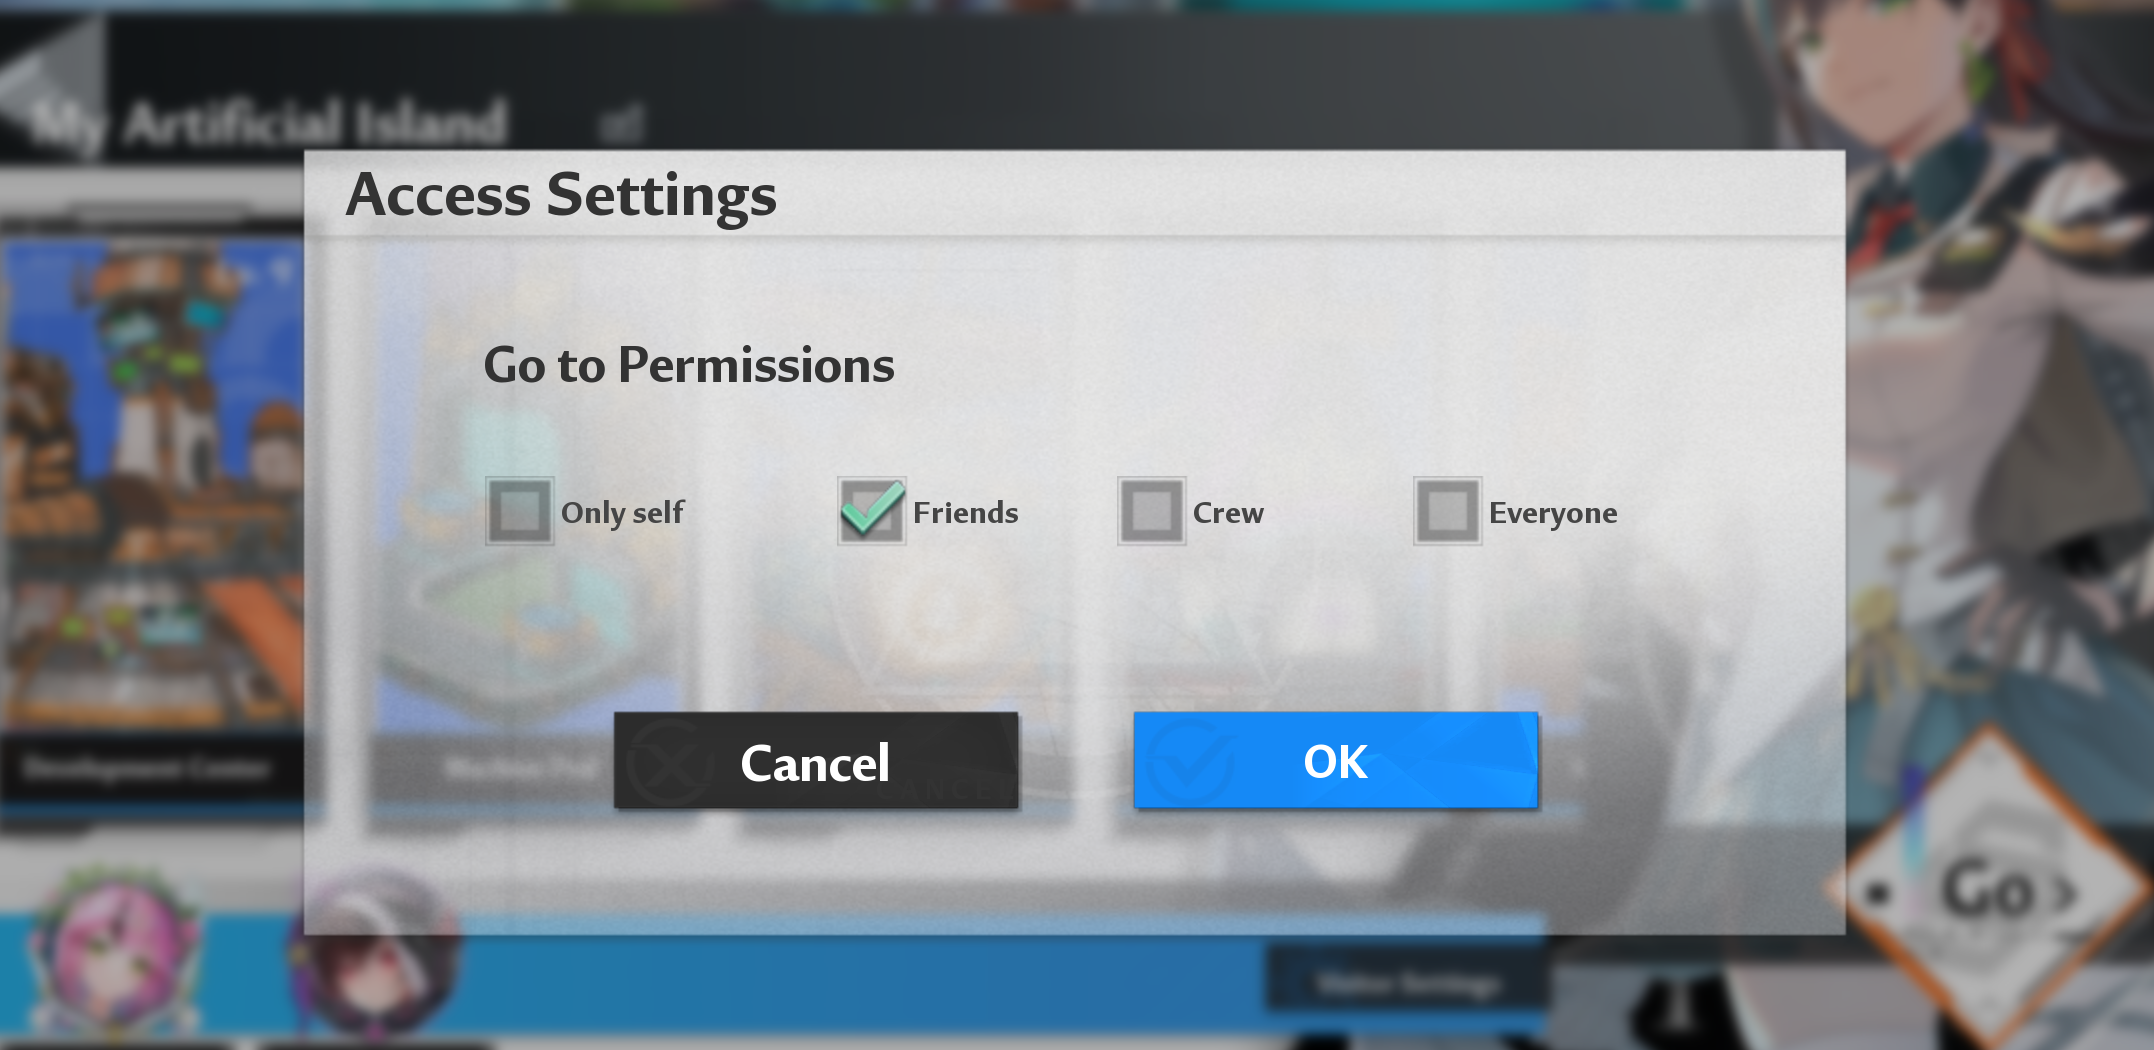 My Artificial Island
Access Settings
Go to Permissions
Only self
Friends
Crew
Everyone
Cancel
OK
Development Center
Go >
Visitor Settings